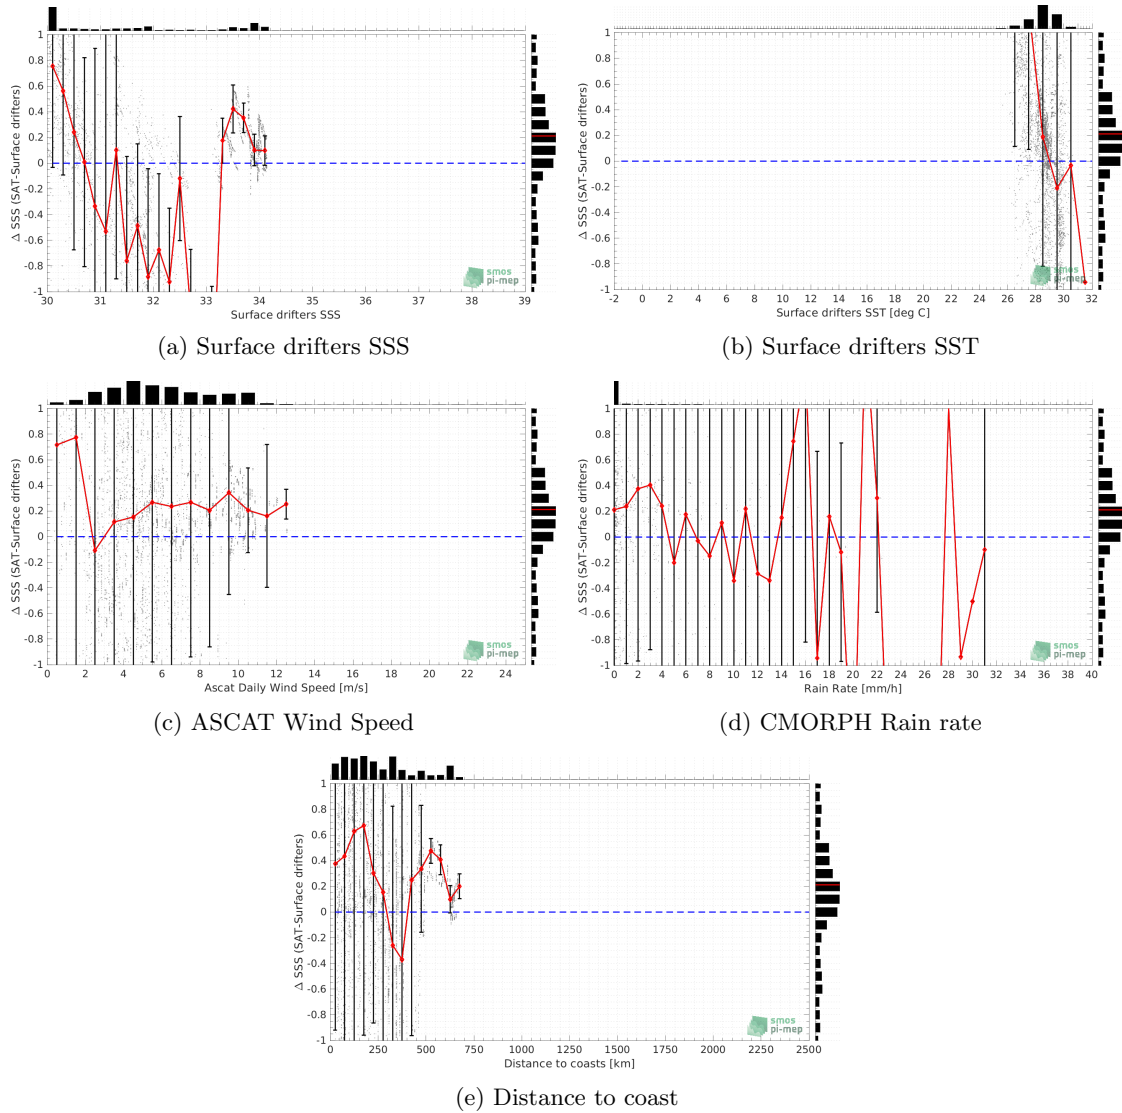 1
0.8
0.6
0.4
0.2
0
-0.2
-0.4
-0.6
-0.8
-1
Δ SSS (SAT-Surface drifters)
30 31 32 33 34 35 36 37 38 39
Surface drifters SSS
smos
pi-mep
(a) Surface drifters SSS
1
0.8
0.6
0.4
0.2
0
-0.2
-0.4
-0.6
-0.8
-1
Δ SSS (SAT-Surface drifters)
-2 0 2 4 6 8 10 12 14 16 18 20 22 24 26 28 30 32
Surface drifters SST [deg C]
smos
pi-mep
(b) Surface drifters SST
1
0.8
0.6
0.4
0.2
0
-0.2
-0.4
-0.6
-0.8
-1
Δ SSS (SAT-Surface drifters)
0 2 4 6 8 10 12 14 16 18 20 22 24
Ascat Daily Wind Speed [m/s]
smos
pi-mep
(c) ASCAT Wind Speed
1
0.8
0.6
0.4
0.2
0
-0.2
-0.4
-0.6
-0.8
-1
Δ SSS (SAT-Surface drifters)
0 2 4 6 8 10 12 14 16 18 20 22 24 26 28 30 32 34 36 38 40
Rain Rate [mm/h]
smos
pi-mep
(d) CMORPH Rain rate
1
0.8
0.6
0.4
0.2
0
-0.2
-0.4
-0.6
-0.8
-1
Δ SSS (SAT-Surface drifters)
0 250 500 750 1000 1250 1500 1750 2000 2250 2500
Distance to coasts [km]
smos
pi-mep
(e) Distance to coast